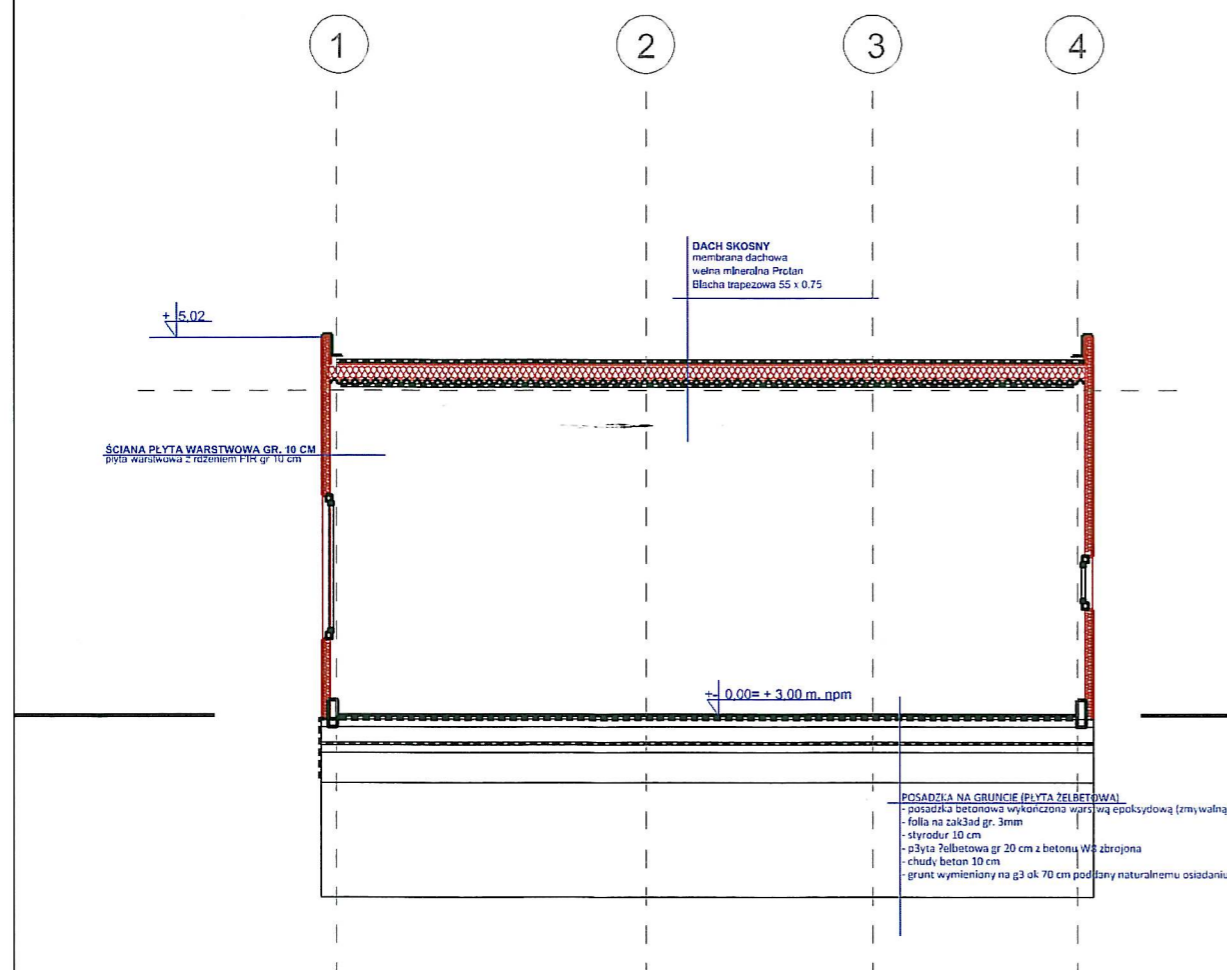 1 2 3 4
DACH SKOSNY
membrana dachowa
wełna mineralna Protan
Blacha trapezowa 55 x 0.75
+ 5,02
ŚCIANA PŁYTA WARSTWOWA GR. 10 CM
płyta warstwowa z rdzeniem PIR gr 10 cm
+- 0,00= + 3,00 m. npm
POSADZKA NA GRUNCIE (PŁYTA ŻELBETOWA)
- posadzka betonowa wykończona warstwą epoksydową (zmywalną
- folia na zak3ad gr. 3mm
- styrodur 10 cm
- p3yta ?elbetowa gr 20 cm z betonu W8 zbrojona
- chudy beton 10 cm
- grunt wymieniony na g3 ok 70 cm poddany naturalnemu osiadaniu